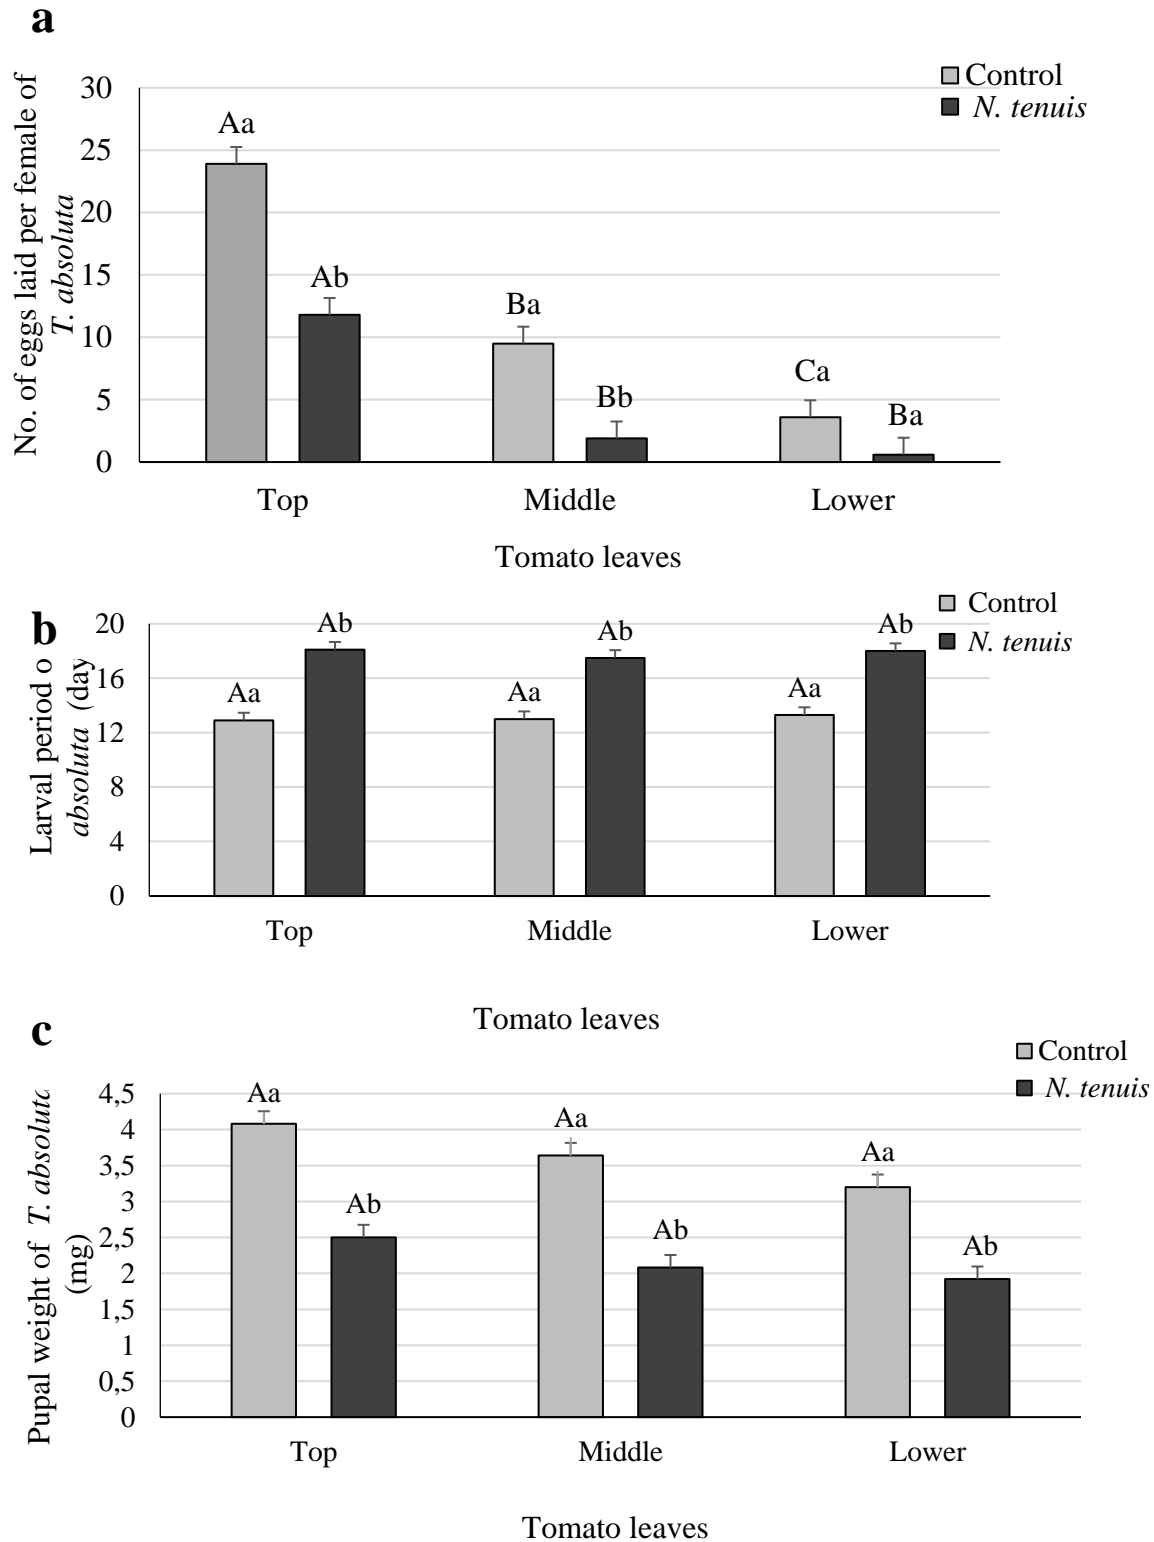 a
Control
N. tenuis
No. of eggs laid per female of
T. absoluta
30
25
20
15
10
5
0
Aa
Ab
Ba
Bb
Ca
Ba
Top Middle Lower
Tomato leaves
b
Control
N. tenuis
Larval period o
absoluta (day
20
16
12
8
4
0
Aa
Ab
Aa
Ab
Aa
Ab
Top Middle Lower
Tomato leaves
c
Control
N. tenuis
Pupal weight of T. absoluta
(mg)
4,5
4
3,5
3
2,5
2
1,5
1
0,5
0
Aa
Ab
Aa
Ab
Aa
Ab
Top Middle Lower
Tomato leaves